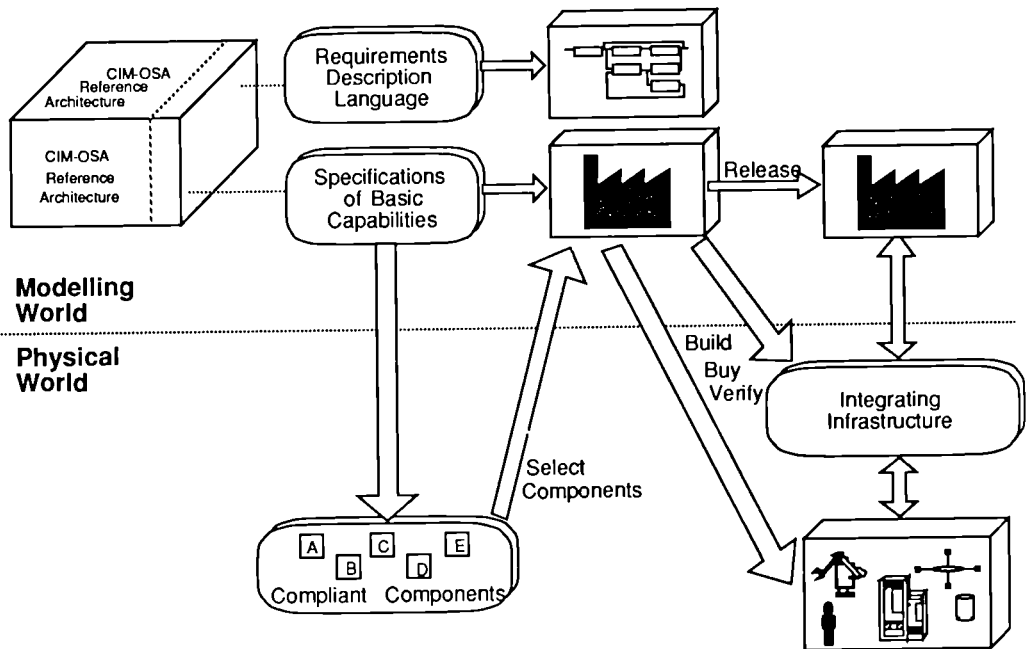 CIM-OSA
Reference
Architecture
Requirements
Description
Language
CIM-OSA
Reference
Architecture
Specifications
of Basic
Capabilities
Release
Modelling
World
Physical
World
Build
Buy
Verify
Integrating
Infrastructure
Select
Components
A
C
E
B
D
Compliant Components